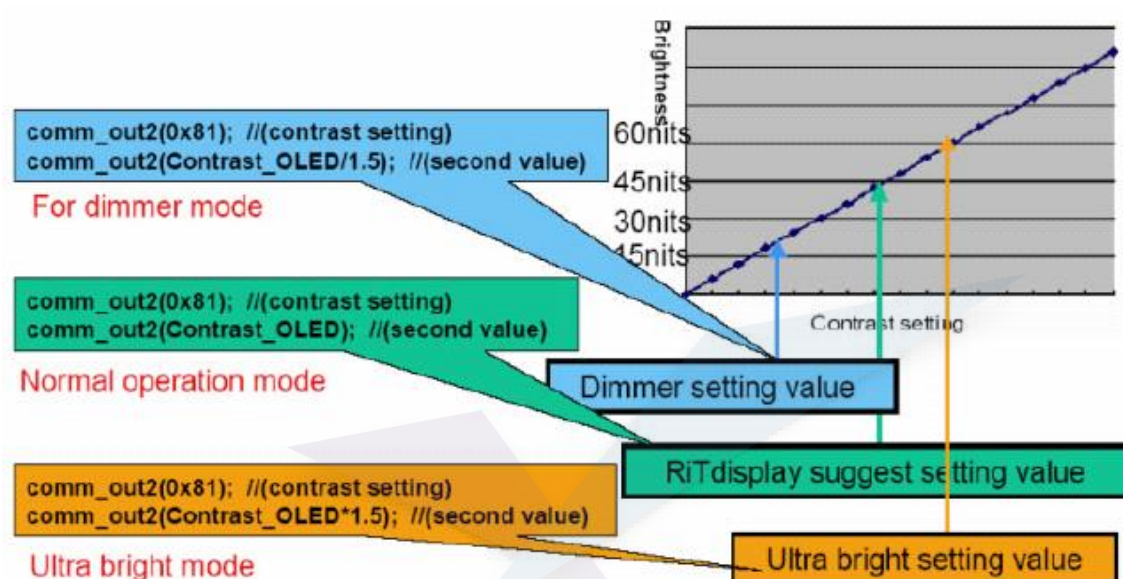 Brightness
60nits
45nits
30nits
15nits
Contrast setting
comm_out2(0x81); //(contrast setting)
comm_out2(Contrast_OLED/1.5); //(second value)
For dimmer mode
Dimmer setting value
comm_out2(0x81); //(contrast setting)
comm_out2(Contrast_OLED); //(second value)
Normal operation mode
RiTdisplay suggest setting value
comm_out2(0x81); //(contrast setting)
comm_out2(Contrast_OLED*1.5); //(second value)
Ultra bright mode
Ultra bright setting value